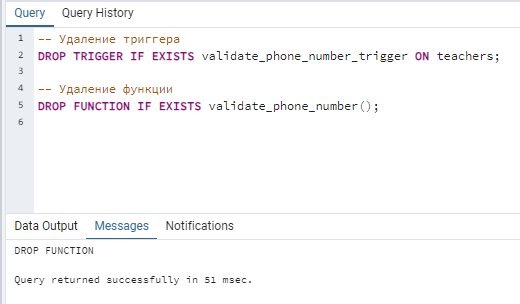 Query Query History
1 -- Удаление триггера
2 DROP TRIGGER IF EXISTS validate_phone_number_trigger ON teachers;
3
4 -- Удаление функции
5 DROP FUNCTION IF EXISTS validate_phone_number();
6
Data Output Messages Notifications
DROP FUNCTION
Query returned successfully in 51 msec.